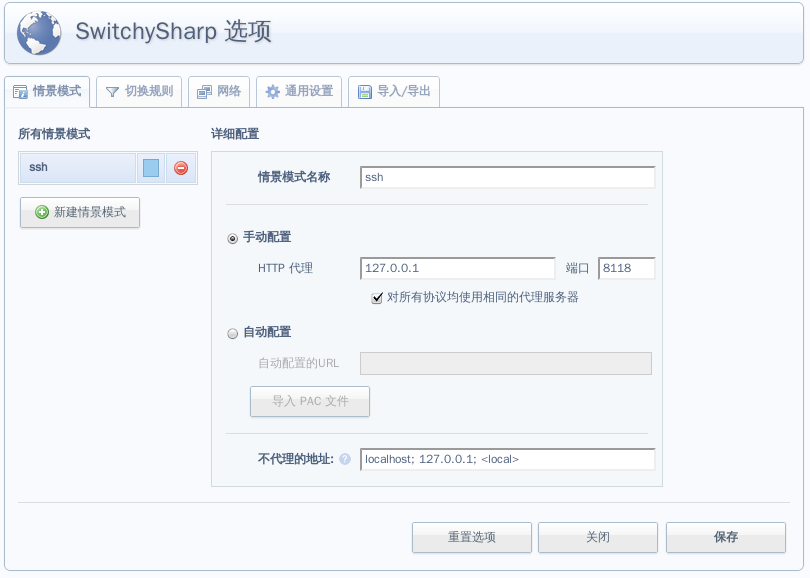 SwitchySharp 选项
情景模式 切换规则 网络 通用设置 导入/导出
所有情景模式
ssh
新建情景模式
详细配置
情景模式名称 ssh
手动配置
HTTP 代理 127.0.0.1 端口 8118
对所有协议均使用相同的代理服务器
自动配置
自动配置的URL
导入 PAC 文件
不代理的地址: ? localhost; 127.0.0.1; <local>
重置选项 关闭 保存